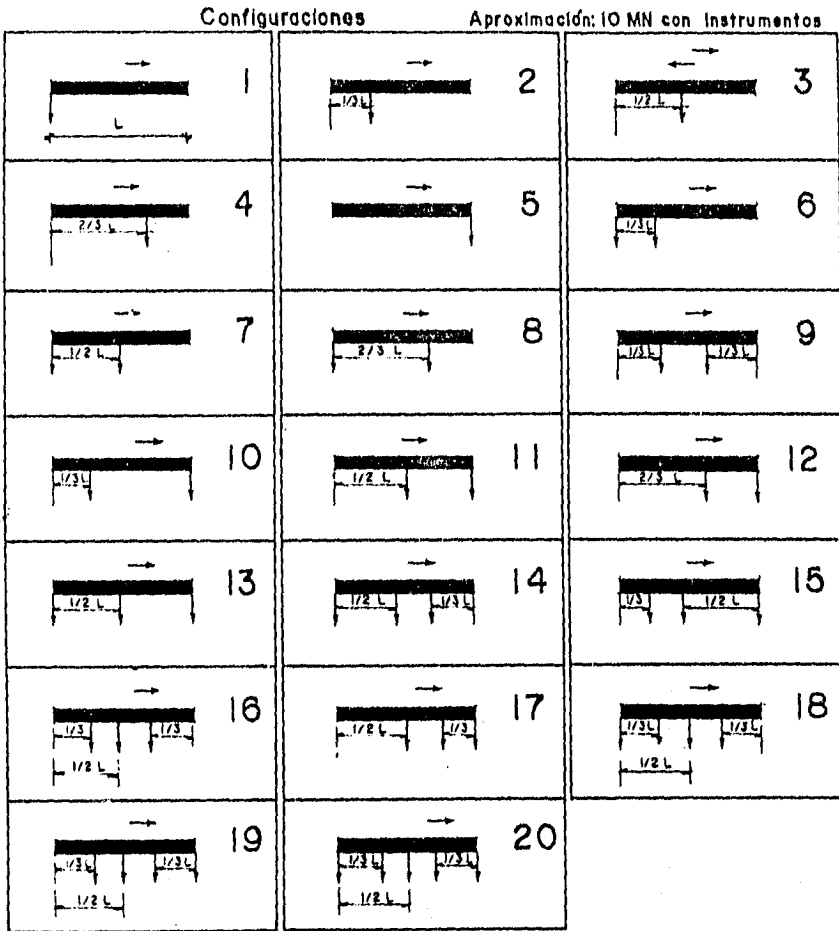 Configuraciones Aproximación: 10 MN con instrumentos
1 2 3
L 1/3 L 1/2 L
4 5 6
2/3 L 1/3 L
7 8 9
1/2 L 2/3 L 1/3 L 1/3 L
10 11 12
1/3 L 1/2 L 2/3 L
13 14 15
1/2 L 1/2 L 1/3 L 1/3 1/2 L
16 17 18
1/3 1/3 1/2 L 1/3 1/3 L 1/3 L
1/2 L 1/2 L
19 20
1/3 L 1/3 L 1/3 L 1/3 L
1/2 L 1/2 L